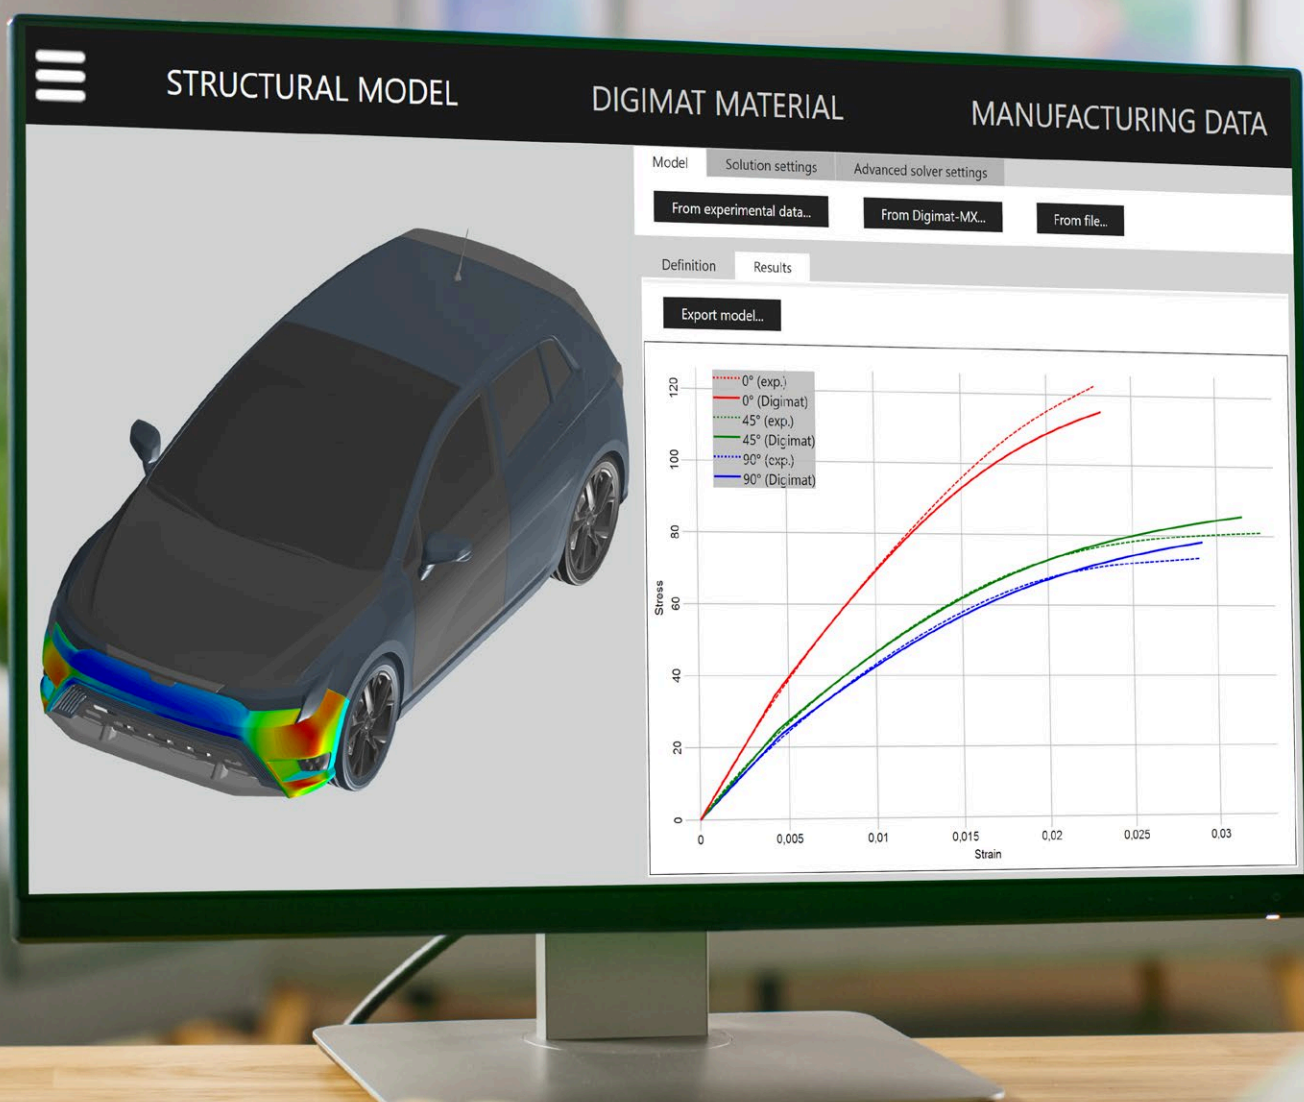 STRUCTURAL MODEL
DIGIMAT MATERIAL
MANUFACTURING DATA
Model
Solution settings
Advanced solver settings
From experimental data...
From Digimat-MX...
From file...
Definition
Results
Export model...
0° (exp.)
0° (Digimat)
45° (exp.)
45° (Digimat)
90° (exp.)
90° (Digimat)
120
100
80
60
40
20
0
Stress
0
0,005
0,01
0,015
0,02
0,025
0,03
Strain